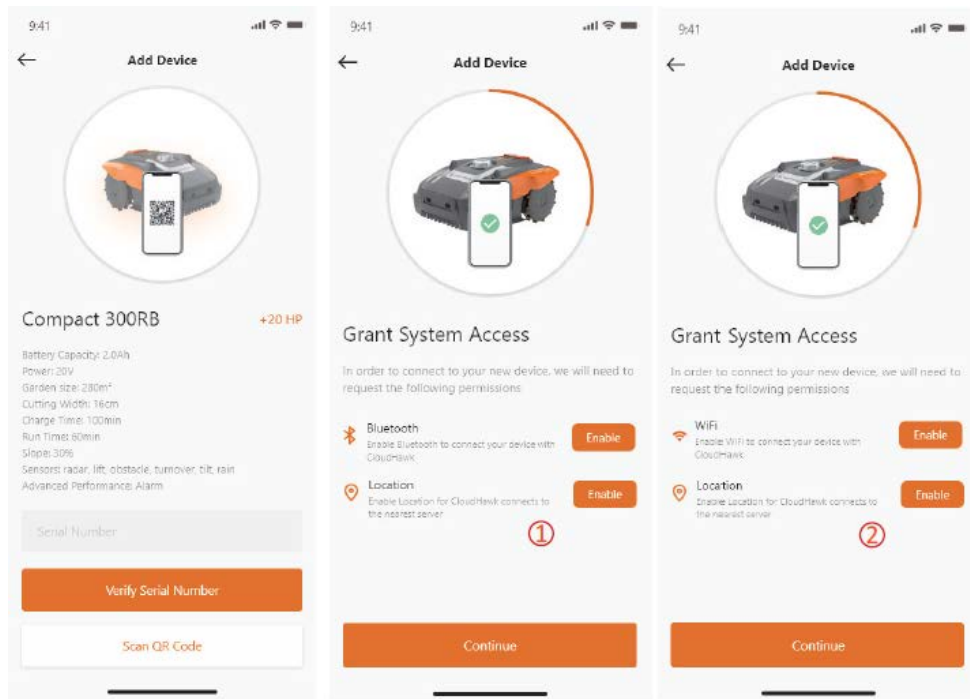 9:41
Add Device
Compact 300RB
+20 HP
Battery Capacity: 2.0Ah
Power: 20V
Garden size: 280m²
Cutting Width: 16cm
Charge Time: 100min
Run Time: 60min
Slope: 30%
Sensors: radar, lift, obstacle, turnover, tilt, rain
Advanced Performance: Alarm
Serial Number
Verify Serial Number
Scan QR Code
9:41
Add Device
Grant System Access
In order to connect to your new device, we will need to
request the following permissions
Bluetooth
Enable Bluetooth to connect your device with
CloudHawk
Enable
Location
Enable Location for CloudHawk connects to
the nearest server
Enable
①
Continue
9:41
Add Device
Grant System Access
In order to connect to your new device, we will need to
request the following permissions
WiFi
Enable WiFi to connect your device with
CloudHawk
Enable
Location
Enable Location for CloudHawk connects to
the nearest server
Enable
②
Continue